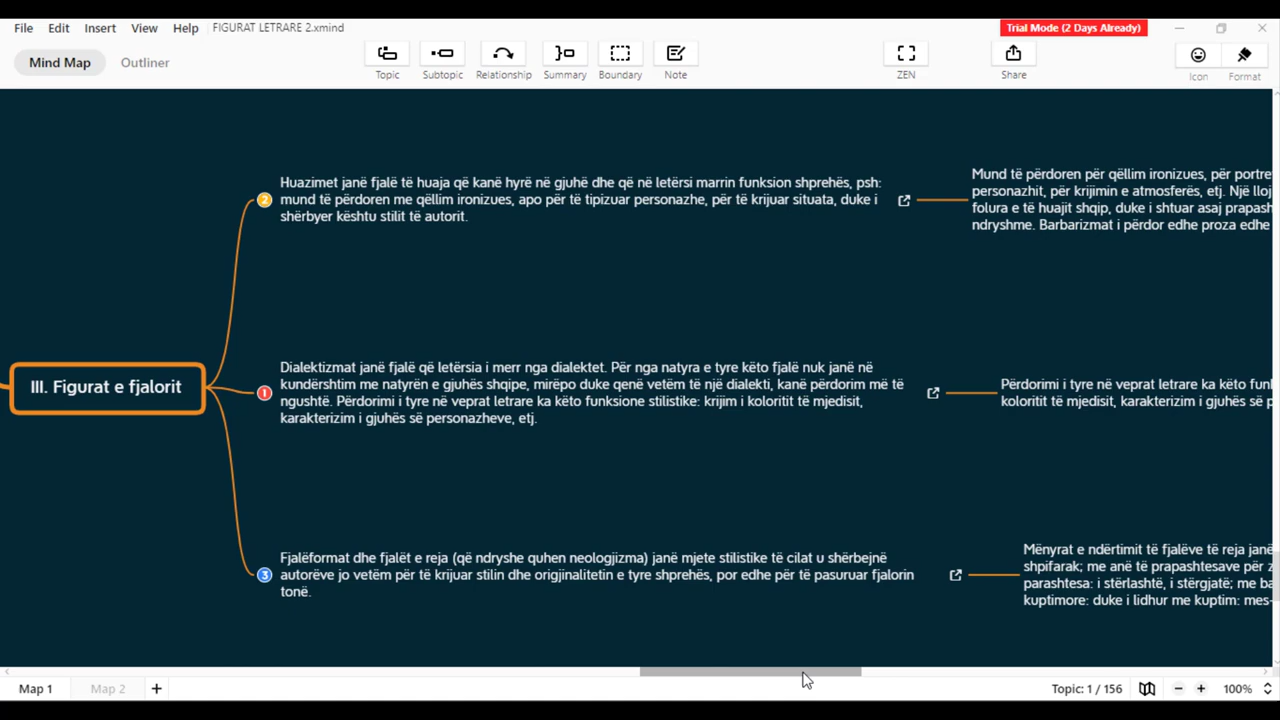 File Edit Insert View Help FIGURAT LETRARE 2.xmind Trial Mode (2 Days Already)
Mind Map Outliner
Topic Subtopic Relationship Summary Boundary Note ZEN Share Icon Format
Huazimet janë fjalë të huaja që kanë hyrë në gjuhë dhe që në letërsi marrin funksion shprehës, psh:
mund të përdoren me qëllim ironizues, apo për të tipizuar personazhe, për të krijuar situata, duke i
shërbyer kështu stilit të autorit.
2
Mund të përdoren për qëllim ironizues, për portre
personazhit, për krijimin e atmosferës, etj. Një lloj
folura e të huajit shqip, duke i shtuar asaj prapash
ndryshme. Barbarizmat i përdor edhe proza edhe
III. Figurat e fjalorit
1
Dialektizmat janë fjalë që letërsia i merr nga dialektet. Për nga natyra e tyre këto fjalë nuk janë në
kundërshtim me natyrën e gjuhës shqipe, mirëpo duke qenë vetëm të një dialekti, kanë përdorim më të
ngushtë. Përdorimi i tyre në veprat letrare ka këto funksione stilistike: krijim i koloritit të mjedisit,
karakterizim i gjuhës së personazheve, etj.
Përdorimi i tyre në veprat letrare ka këto funk
koloritit të mjedisit, karakterizim i gjuhës së p
3
Fjalëformat dhe fjalët e reja (që ndryshe quhen neologjizma) janë mjete stilistike të cilat u shërbejnë
autorëve jo vetëm për të krijuar stilin dhe origjinalitetin e tyre shprehës, por edhe për të pasuruar fjalorin
tonë.
Mënyrat e ndërtimit të fjalëve të reja janë
shpifarak; me anë të prapashtesave për z
parashtesa: i stërlashtë, i stërgjatë; me ba
kuptimore: duke i lidhur me kuptim: mes-
Map 1 Map 2 + Topic: 1 / 156 − + 100%